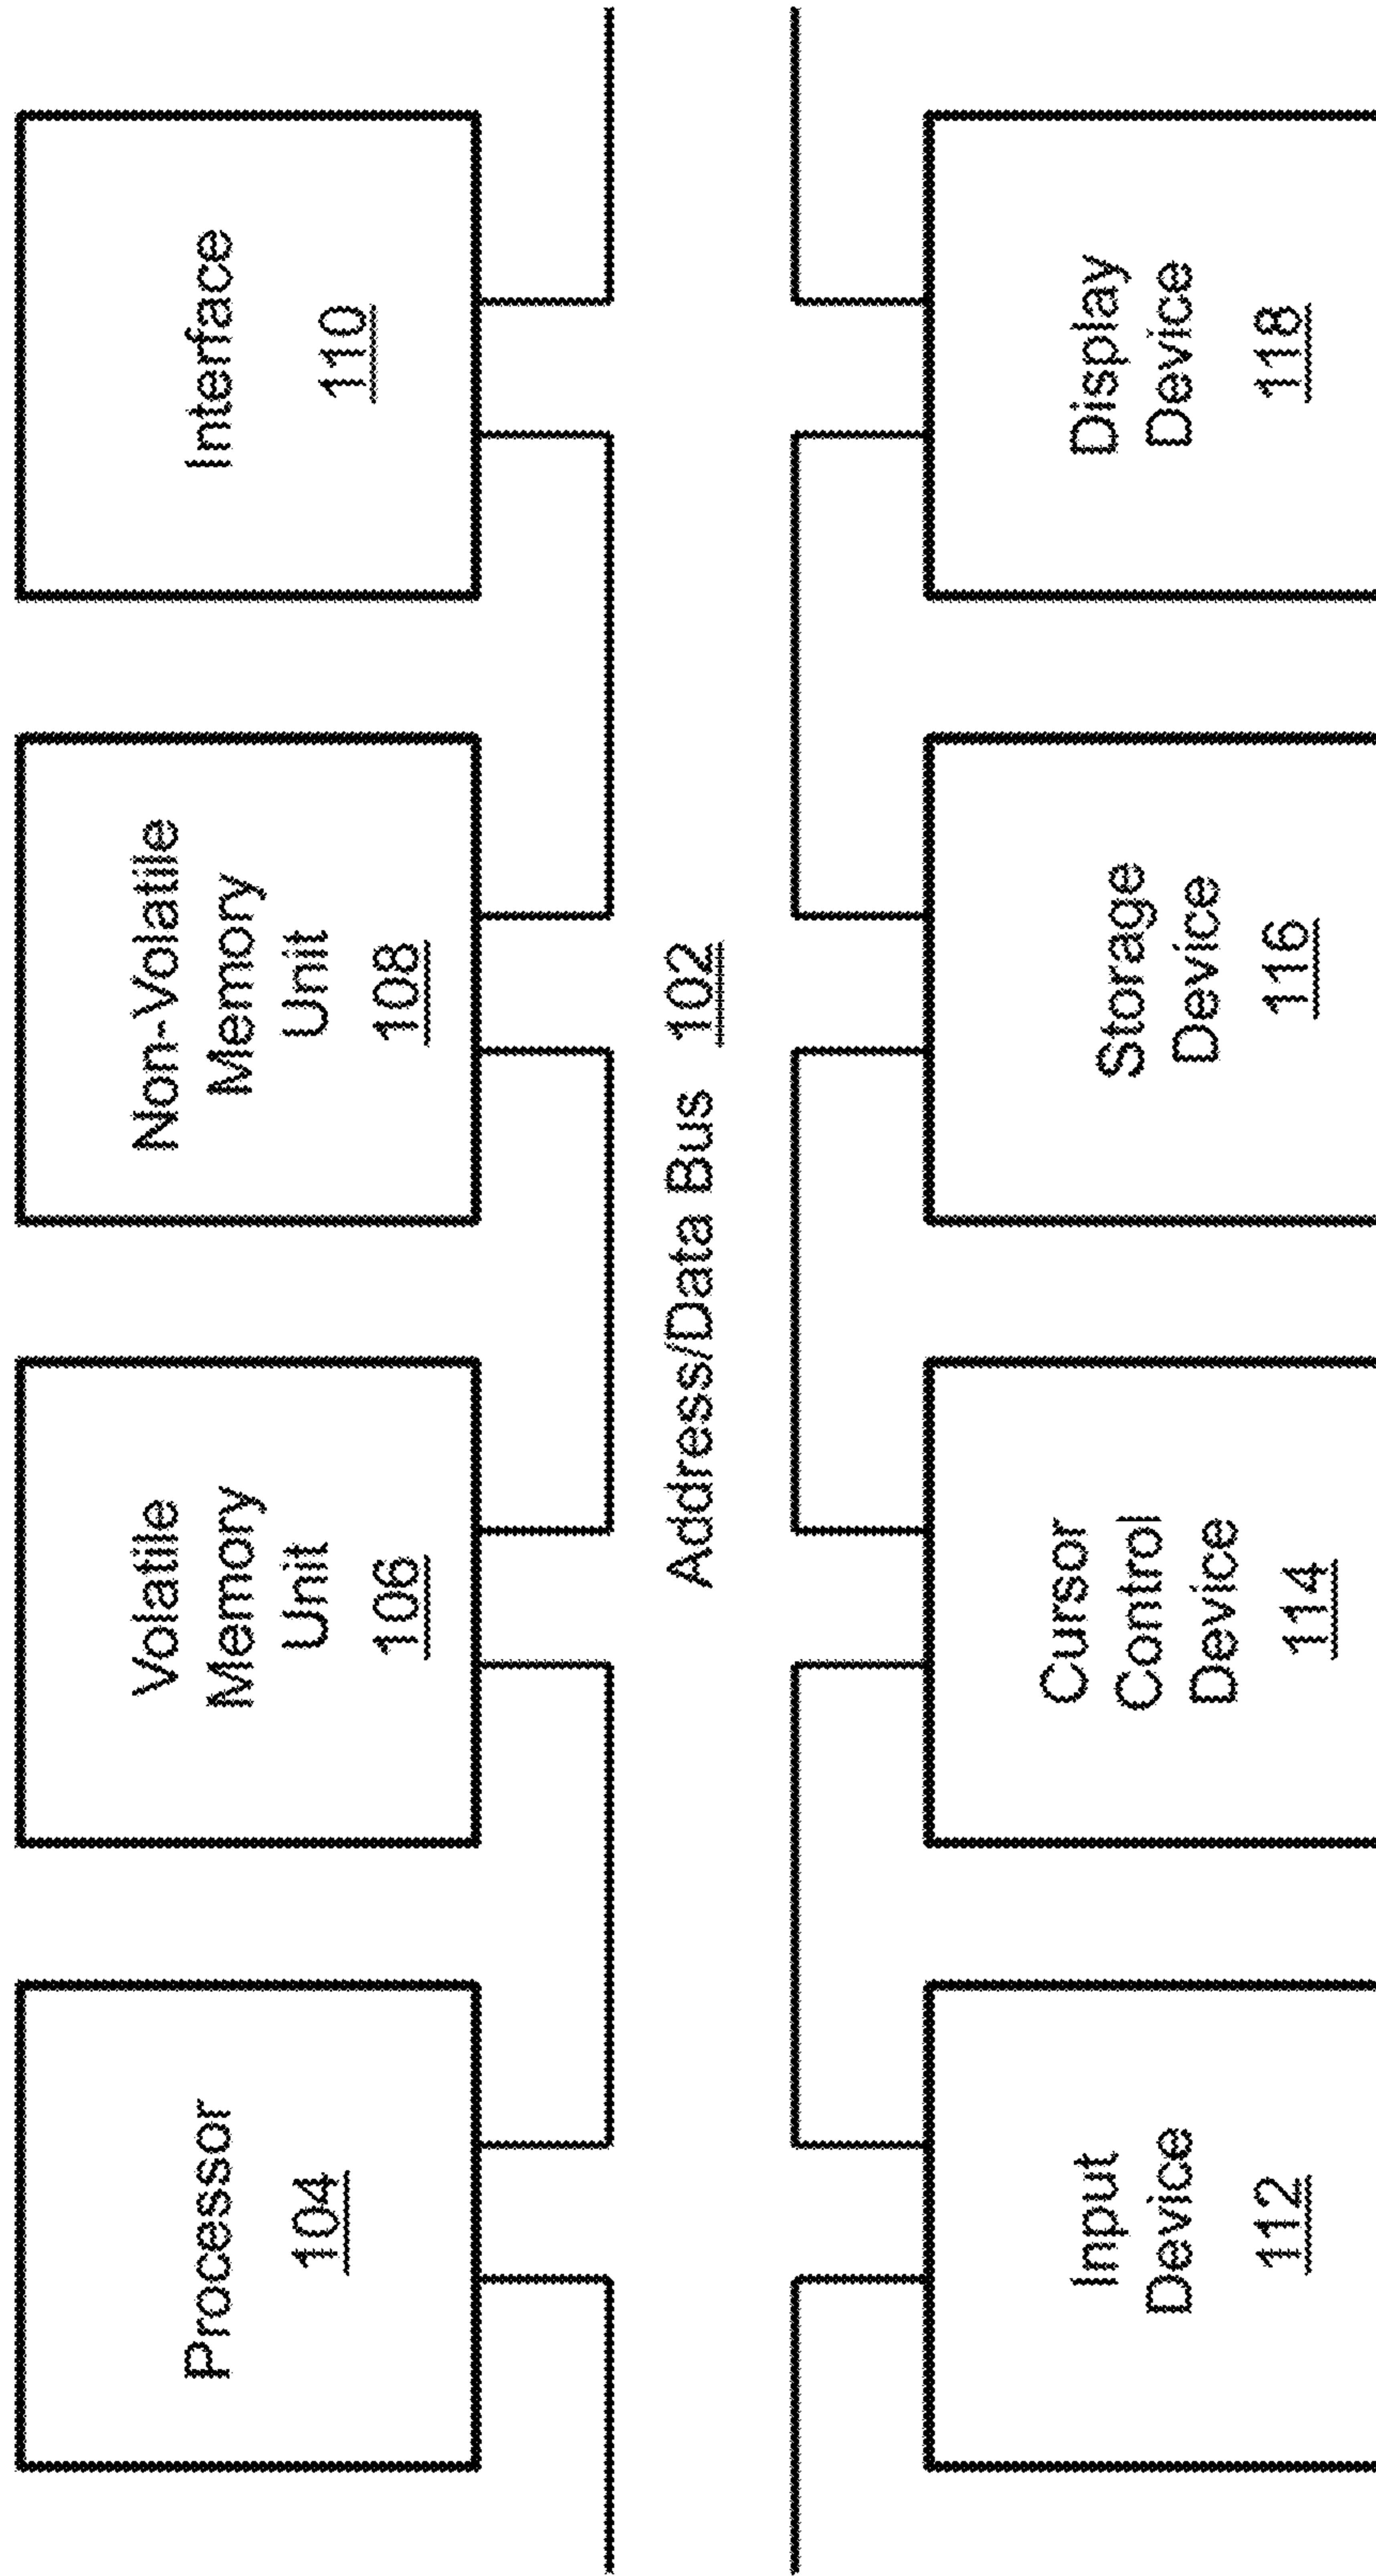 Processor
104
Volatile
Memory
Unit
106
Non-Volatile
Memory
Unit
108
Interface
110
Address/Data Bus 102
Input
Device
112
Cursor
Control
Device
114
Storage
Device
116
Display
Device
118